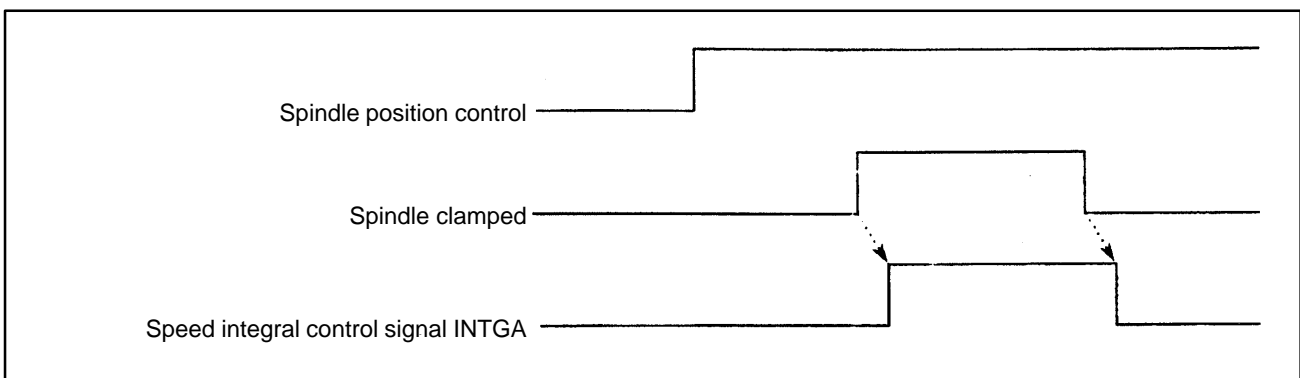 Spindle position control
Spindle clamped
Speed integral control signal INTGA